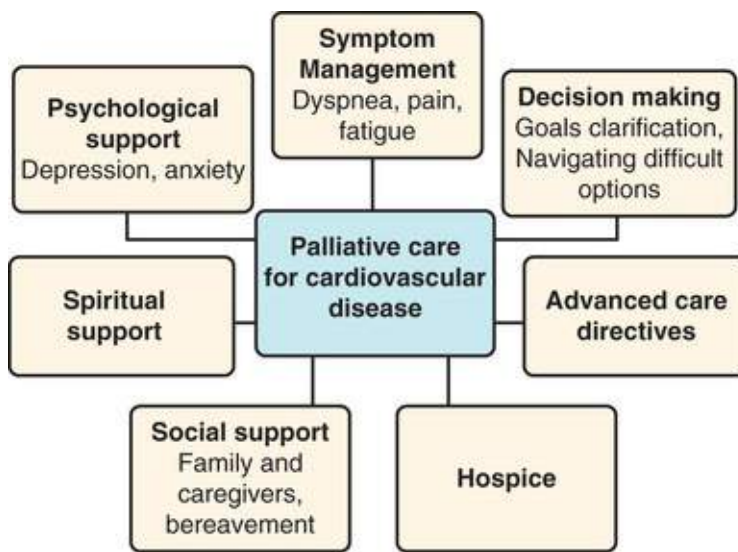 Symptom
Management
Dyspnea, pain,
fatigue
Psychological
support
Depression, anxiety
Decision making
Goals clarification,
Navigating difficult
options
Palliative care
for cardiovascular
disease
Spiritual
support
Advanced care
directives
Social support
Family and
caregivers,
bereavement
Hospice